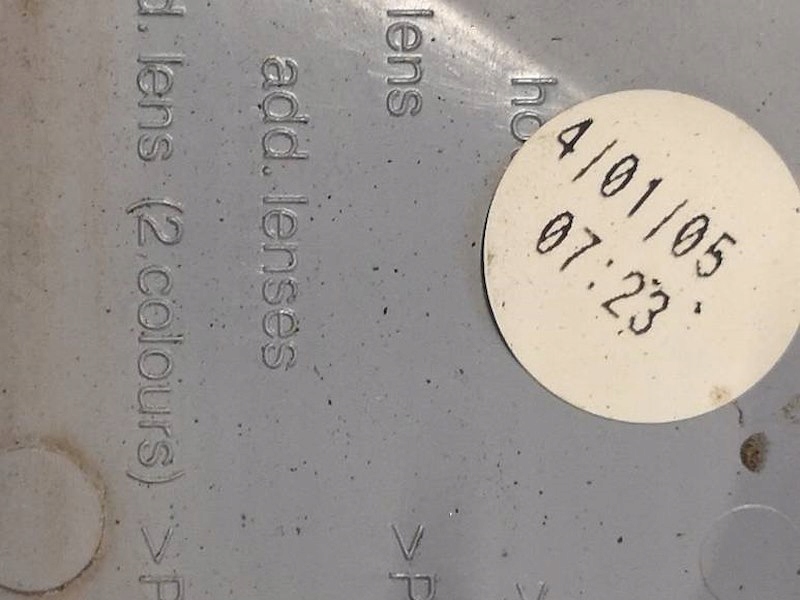 4/01/05
07:23
lens >P
add. lenses
d. lens (2.colours) >P